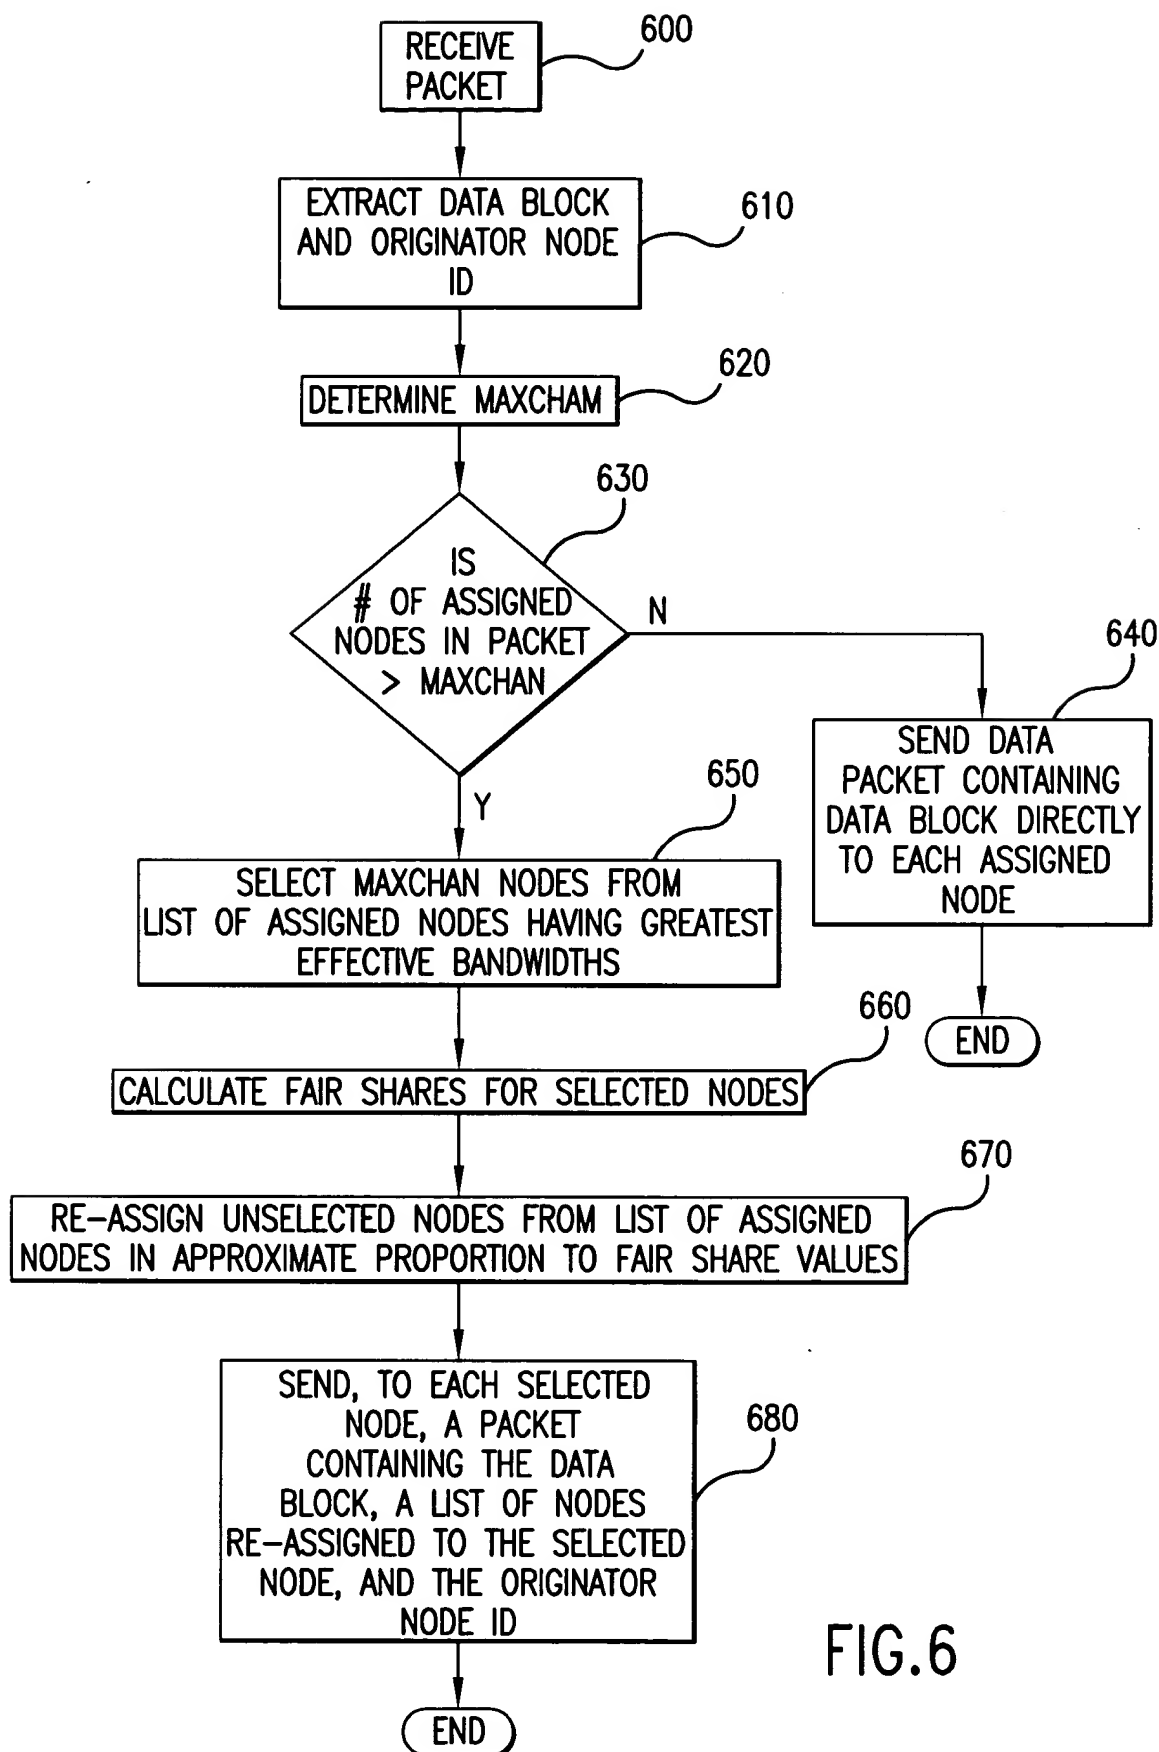 RECEIVE
PACKET
600
EXTRACT DATA BLOCK
AND ORIGINATOR NODE
ID
610
DETERMINE MAXCHAM
620
630
IS
# OF ASSIGNED
NODES IN PACKET
> MAXCHAN
N
Y
640
SEND DATA
PACKET CONTAINING
DATA BLOCK DIRECTLY
TO EACH ASSIGNED
NODE
END
650
SELECT MAXCHAN NODES FROM
LIST OF ASSIGNED NODES HAVING GREATEST
EFFECTIVE BANDWIDTHS
660
CALCULATE FAIR SHARES FOR SELECTED NODES
670
RE-ASSIGN UNSELECTED NODES FROM LIST OF ASSIGNED
NODES IN APPROXIMATE PROPORTION TO FAIR SHARE VALUES
680
SEND, TO EACH SELECTED
NODE, A PACKET
CONTAINING THE DATA
BLOCK, A LIST OF NODES
RE-ASSIGNED TO THE SELECTED
NODE, AND THE ORIGINATOR
NODE ID
END
FIG.6